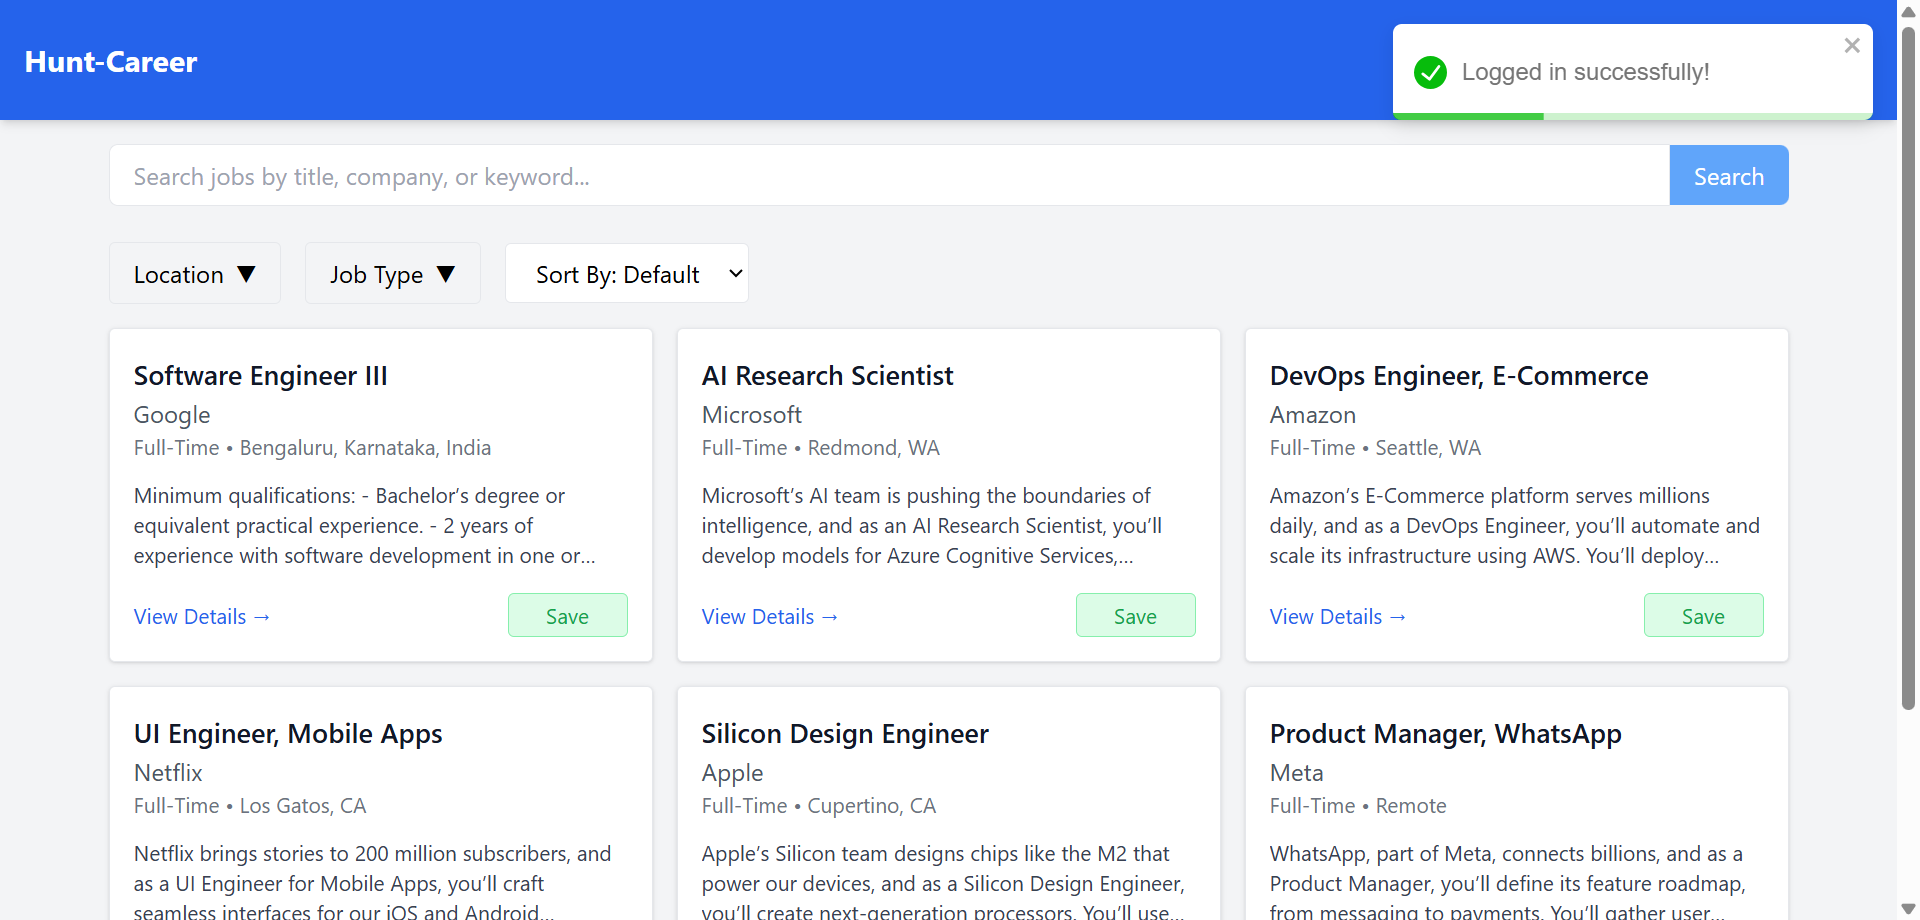 Hunt-Career
Logged in successfully!
Search jobs by title, company, or keyword...
Search
Location ▼
Job Type ▼
Sort By: Default
Software Engineer III
Google
Full-Time • Bengaluru, Karnataka, India
Minimum qualifications: - Bachelor’s degree or
equivalent practical experience. - 2 years of
experience with software development in one or...
View Details →
Save
AI Research Scientist
Microsoft
Full-Time • Redmond, WA
Microsoft’s AI team is pushing the boundaries of
intelligence, and as an AI Research Scientist, you’ll
develop models for Azure Cognitive Services,...
View Details →
Save
DevOps Engineer, E-Commerce
Amazon
Full-Time • Seattle, WA
Amazon’s E-Commerce platform serves millions
daily, and as a DevOps Engineer, you’ll automate and
scale its infrastructure using AWS. You’ll deploy...
View Details →
Save
UI Engineer, Mobile Apps
Netflix
Full-Time • Los Gatos, CA
Netflix brings stories to 200 million subscribers, and
as a UI Engineer for Mobile Apps, you’ll craft
seamless interfaces for our iOS and Android...
Silicon Design Engineer
Apple
Full-Time • Cupertino, CA
Apple’s Silicon team designs chips like the M2 that
power our devices, and as a Silicon Design Engineer,
you’ll create next-generation processors. You’ll use...
Product Manager, WhatsApp
Meta
Full-Time • Remote
WhatsApp, part of Meta, connects billions, and as a
Product Manager, you’ll define its feature roadmap,
from messaging to payments. You’ll gather user...